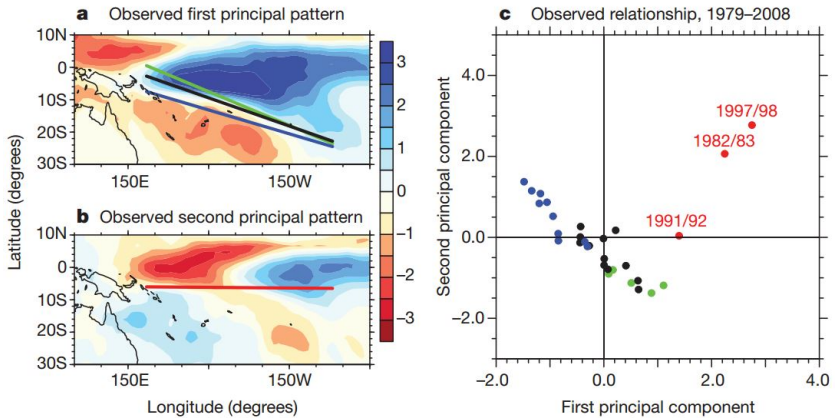 a Observed first principal pattern
10N
0
10S
20S
30S
150E
150W
b Observed second principal pattern
10N
0
10S
20S
30S
150E
150W
Latitude (degrees)
Longitude (degrees)
3
2
1
0
−1
−2
−3
c Observed relationship, 1979–2008
4.0
2.0
0.0
−2.0
1997/98
1982/83
1991/92
−2.0
0.0
2.0
4.0
Second principal component
First principal component